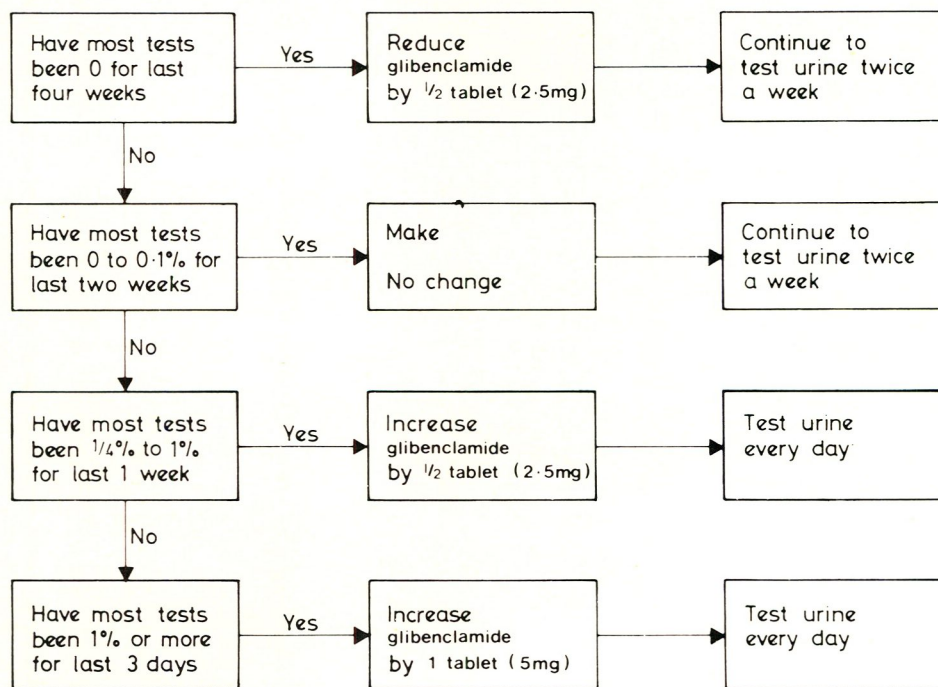 Have most tests
been 0 for last
four weeks
Yes
Reduce
glibenclamide
by 1/2 tablet (2·5mg)
Continue to
test urine twice
a week
No
Have most tests
been 0 to 0·1% for
last two weeks
Yes
Make
No change
Continue to
test urine twice
a week
No
Have most tests
been 1/4% to 1%
for last 1 week
Yes
Increase
glibenclamide
by 1/2 tablet (2·5mg)
Test urine
every day
No
Have most tests
been 1% or more
for last 3 days
Yes
Increase
glibenclamide
by 1 tablet (5mg)
Test urine
every day